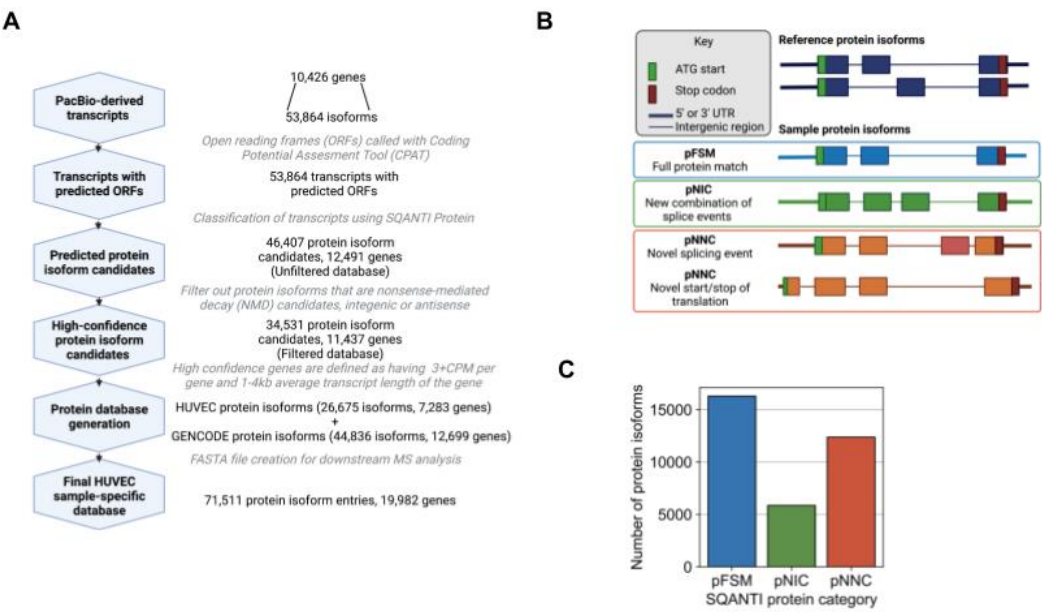 A
PacBio-derived
transcripts
10,426 genes
53,864 isoforms
Open reading frames (ORFs) called with Coding
Potential Assesment Tool (CPAT)
Transcripts with
predicted ORFs
53,864 transcripts with
predicted ORFs
Classification of transcripts using SQANTI Protein
Predicted protein
isoform candidates
46,407 protein isoform
candidates, 12,491 genes
(Unfiltered database)
Filter out protein isoforms that are nonsense-mediated
decay (NMD) candidates, integenic or antisense
High-confidence
protein isoform
candidates
34,531 protein isoform
candidates, 11,437 genes
(Filtered database)
High confidence genes are defined as having 3+CPM per
gene and 1-4kb average transcript length of the gene
Protein database
generation
HUVEC protein isoforms (26,675 isoforms, 7,283 genes)
+
GENCODE protein isoforms (44,836 isoforms, 12,699 genes)
FASTA file creation for downstream MS analysis
Final HUVEC
sample-specific
database
71,511 protein isoform entries, 19,982 genes
B
Key
ATG start
Stop codon
5' or 3' UTR
Intergenic region
Reference protein isoforms
Sample protein isoforms
pFSM
Full protein match
pNIC
New combination of
splice events
pNNC
Novel splicing event
pNNC
Novel start/stop of
translation
C
Number of protein isoforms
15000
10000
5000
0
pFSM pNIC pNNC
SQANTI protein category